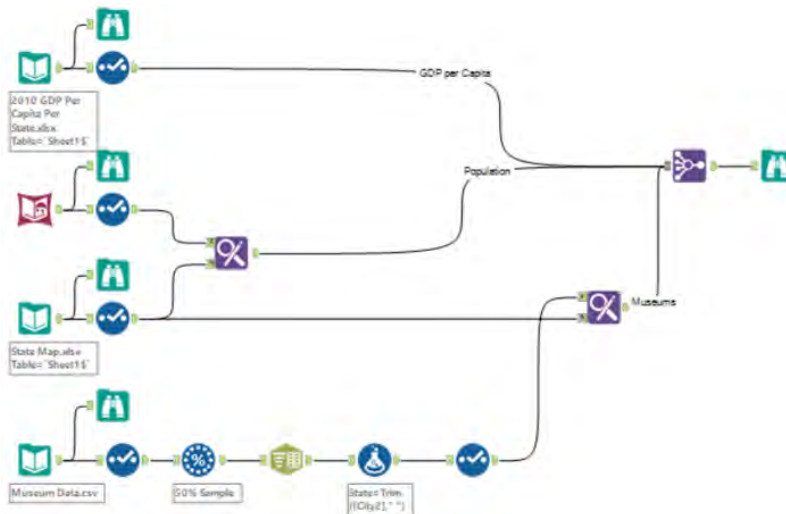 GDP per Capita
2010 GDP Per
Capita Per
State.xlsx
Table=`Sheet1$`
Population
Museums
State Map.xlsx
Table=`Sheet1$`
%
Museum Data.csv
50% Sample
State=Trim
([City2]," ")